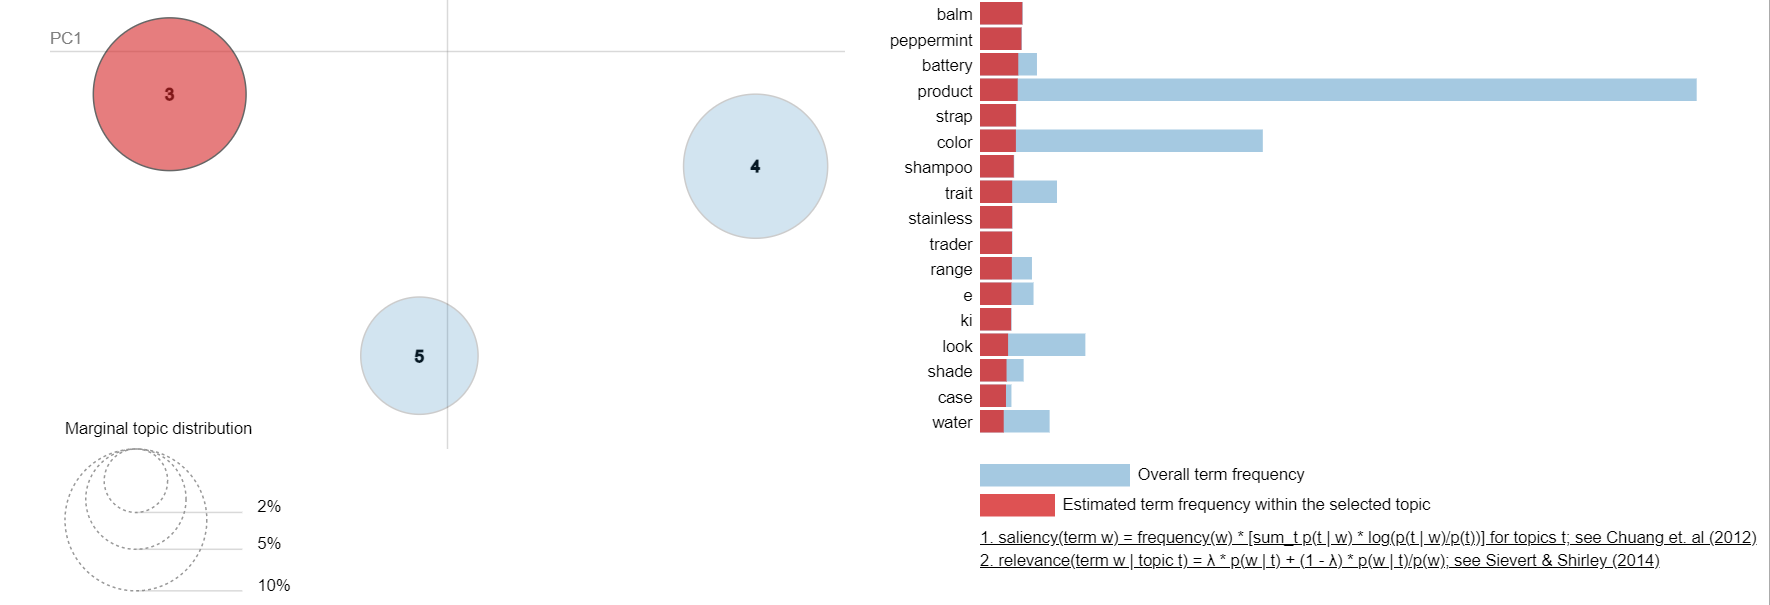 PC1
3
4
5
Marginal topic distribution
2%
5%
10%
balm
peppermint
battery
product
strap
color
shampoo
trait
stainless
trader
range
e
ki
look
shade
case
water
Overall term frequency
Estimated term frequency within the selected topic
1. saliency(term w) = frequency(w) * [sum_t p(t | w) * log(p(t | w)/p(t))] for topics t; see Chuang et. al (2012)
2. relevance(term w | topic t) = λ * p(w | t) + (1 - λ) * p(w | t)/p(w); see Sievert & Shirley (2014)